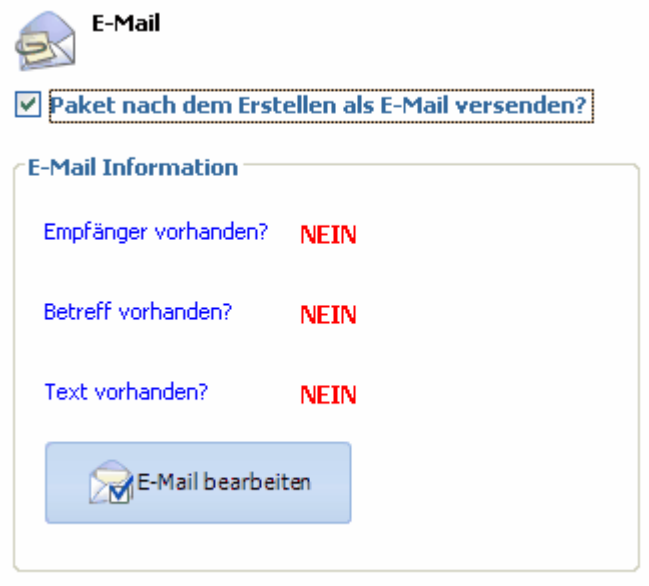 E-Mail
Paket nach dem Erstellen als E-Mail versenden?
E-Mail Information
Empfänger vorhanden? NEIN
Betreff vorhanden? NEIN
Text vorhanden? NEIN
E-Mail bearbeiten